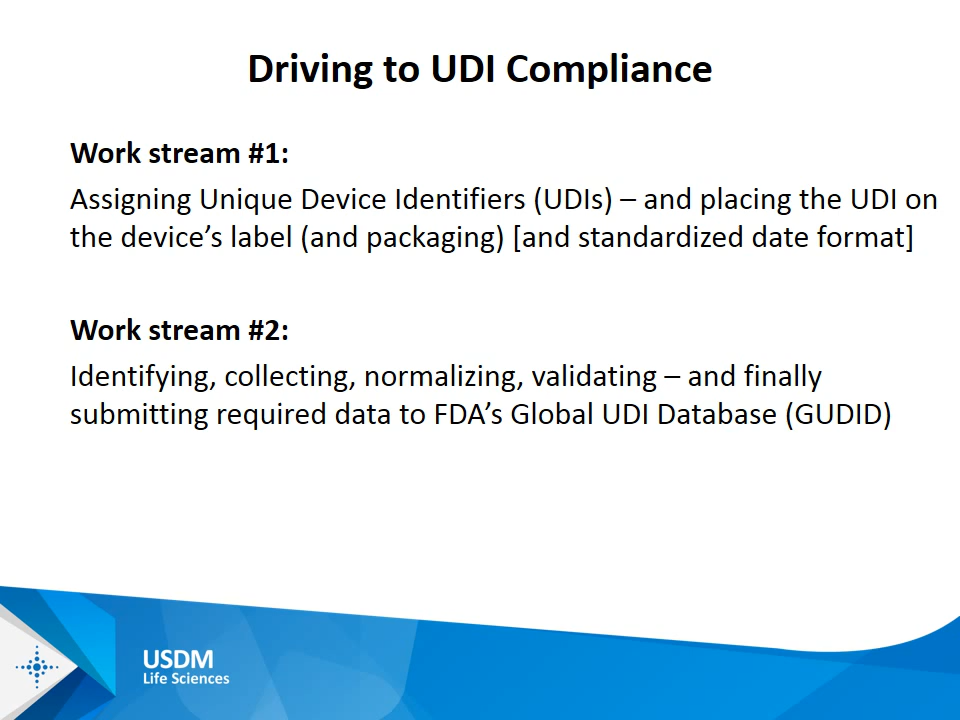 Driving to UDI Compliance
Work stream #1:
Assigning Unique Device Identifiers (UDIs) – and placing the UDI on
the device’s label (and packaging) [and standardized date format]
Work stream #2:
Identifying, collecting, normalizing, validating – and finally
submitting required data to FDA’s Global UDI Database (GUDID)
USDM
Life Sciences